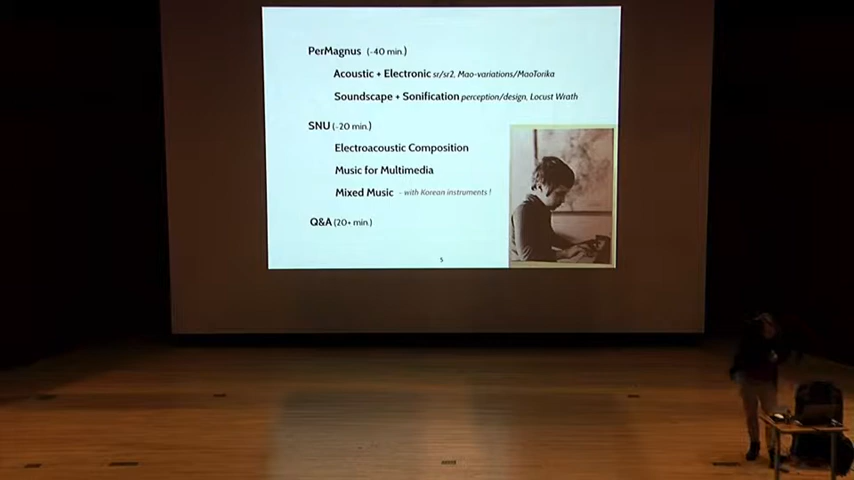 PerMagnus (~40 min.)
Acoustic + Electronic sr/sr2, Mao-variations/MaoTorika
Soundscape + Sonification perception/design, Locust Wrath
SNU (~20 min.)
Electroacoustic Composition
Music for Multimedia
Mixed Music - with Korean instruments !
Q&A (20+ min.)
5